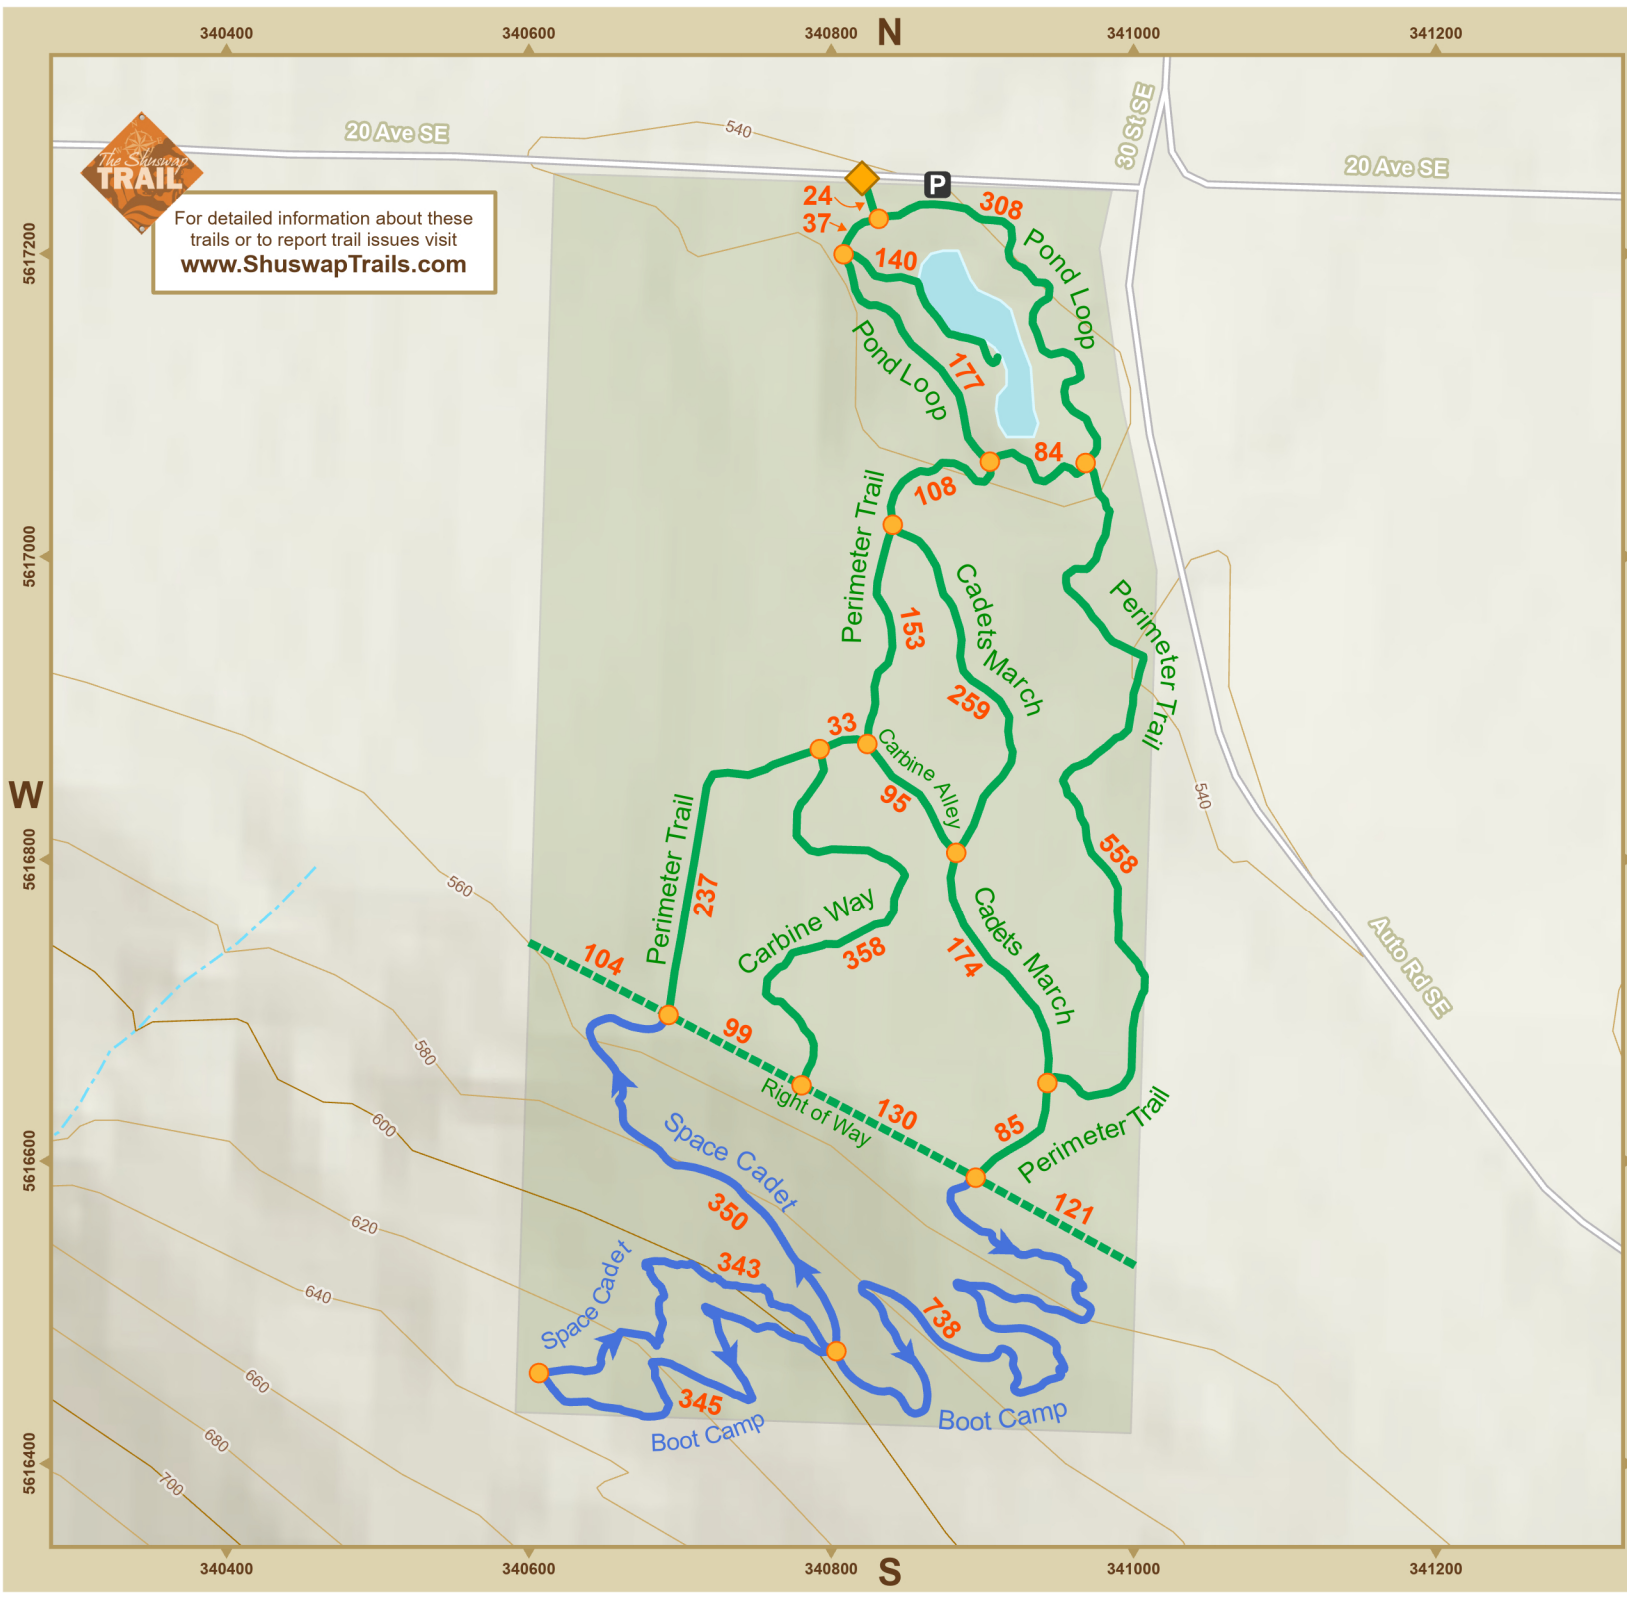 340400
340600
340800
N
341000
341200
20 Ave SE
540
30 St SE
20 Ave SE
The Shuswap
TRAIL
For detailed information about these
trails or to report trail issues visit
www.ShuswapTrails.com
P
24
37
308
140
Pond Loop
Pond Loop
177
84
5617200
108
Perimeter Trail
5617000
Cadets March
Perimeter Trail
153
259
33
Carbine Alley
95
W
540
Perimeter Trail
237
5616800
558
560
Carbine Way
358
Cadets March
174
104
Auto Rd SE
99
580
Right of Way
130
600
85
Perimeter Trail
5616600
Space Cadet
350
121
620
Space Cadet
343
640
738
660
345
Boot Camp
Boot Camp
680
5616400
700
340400
340600
340800
S
341000
341200